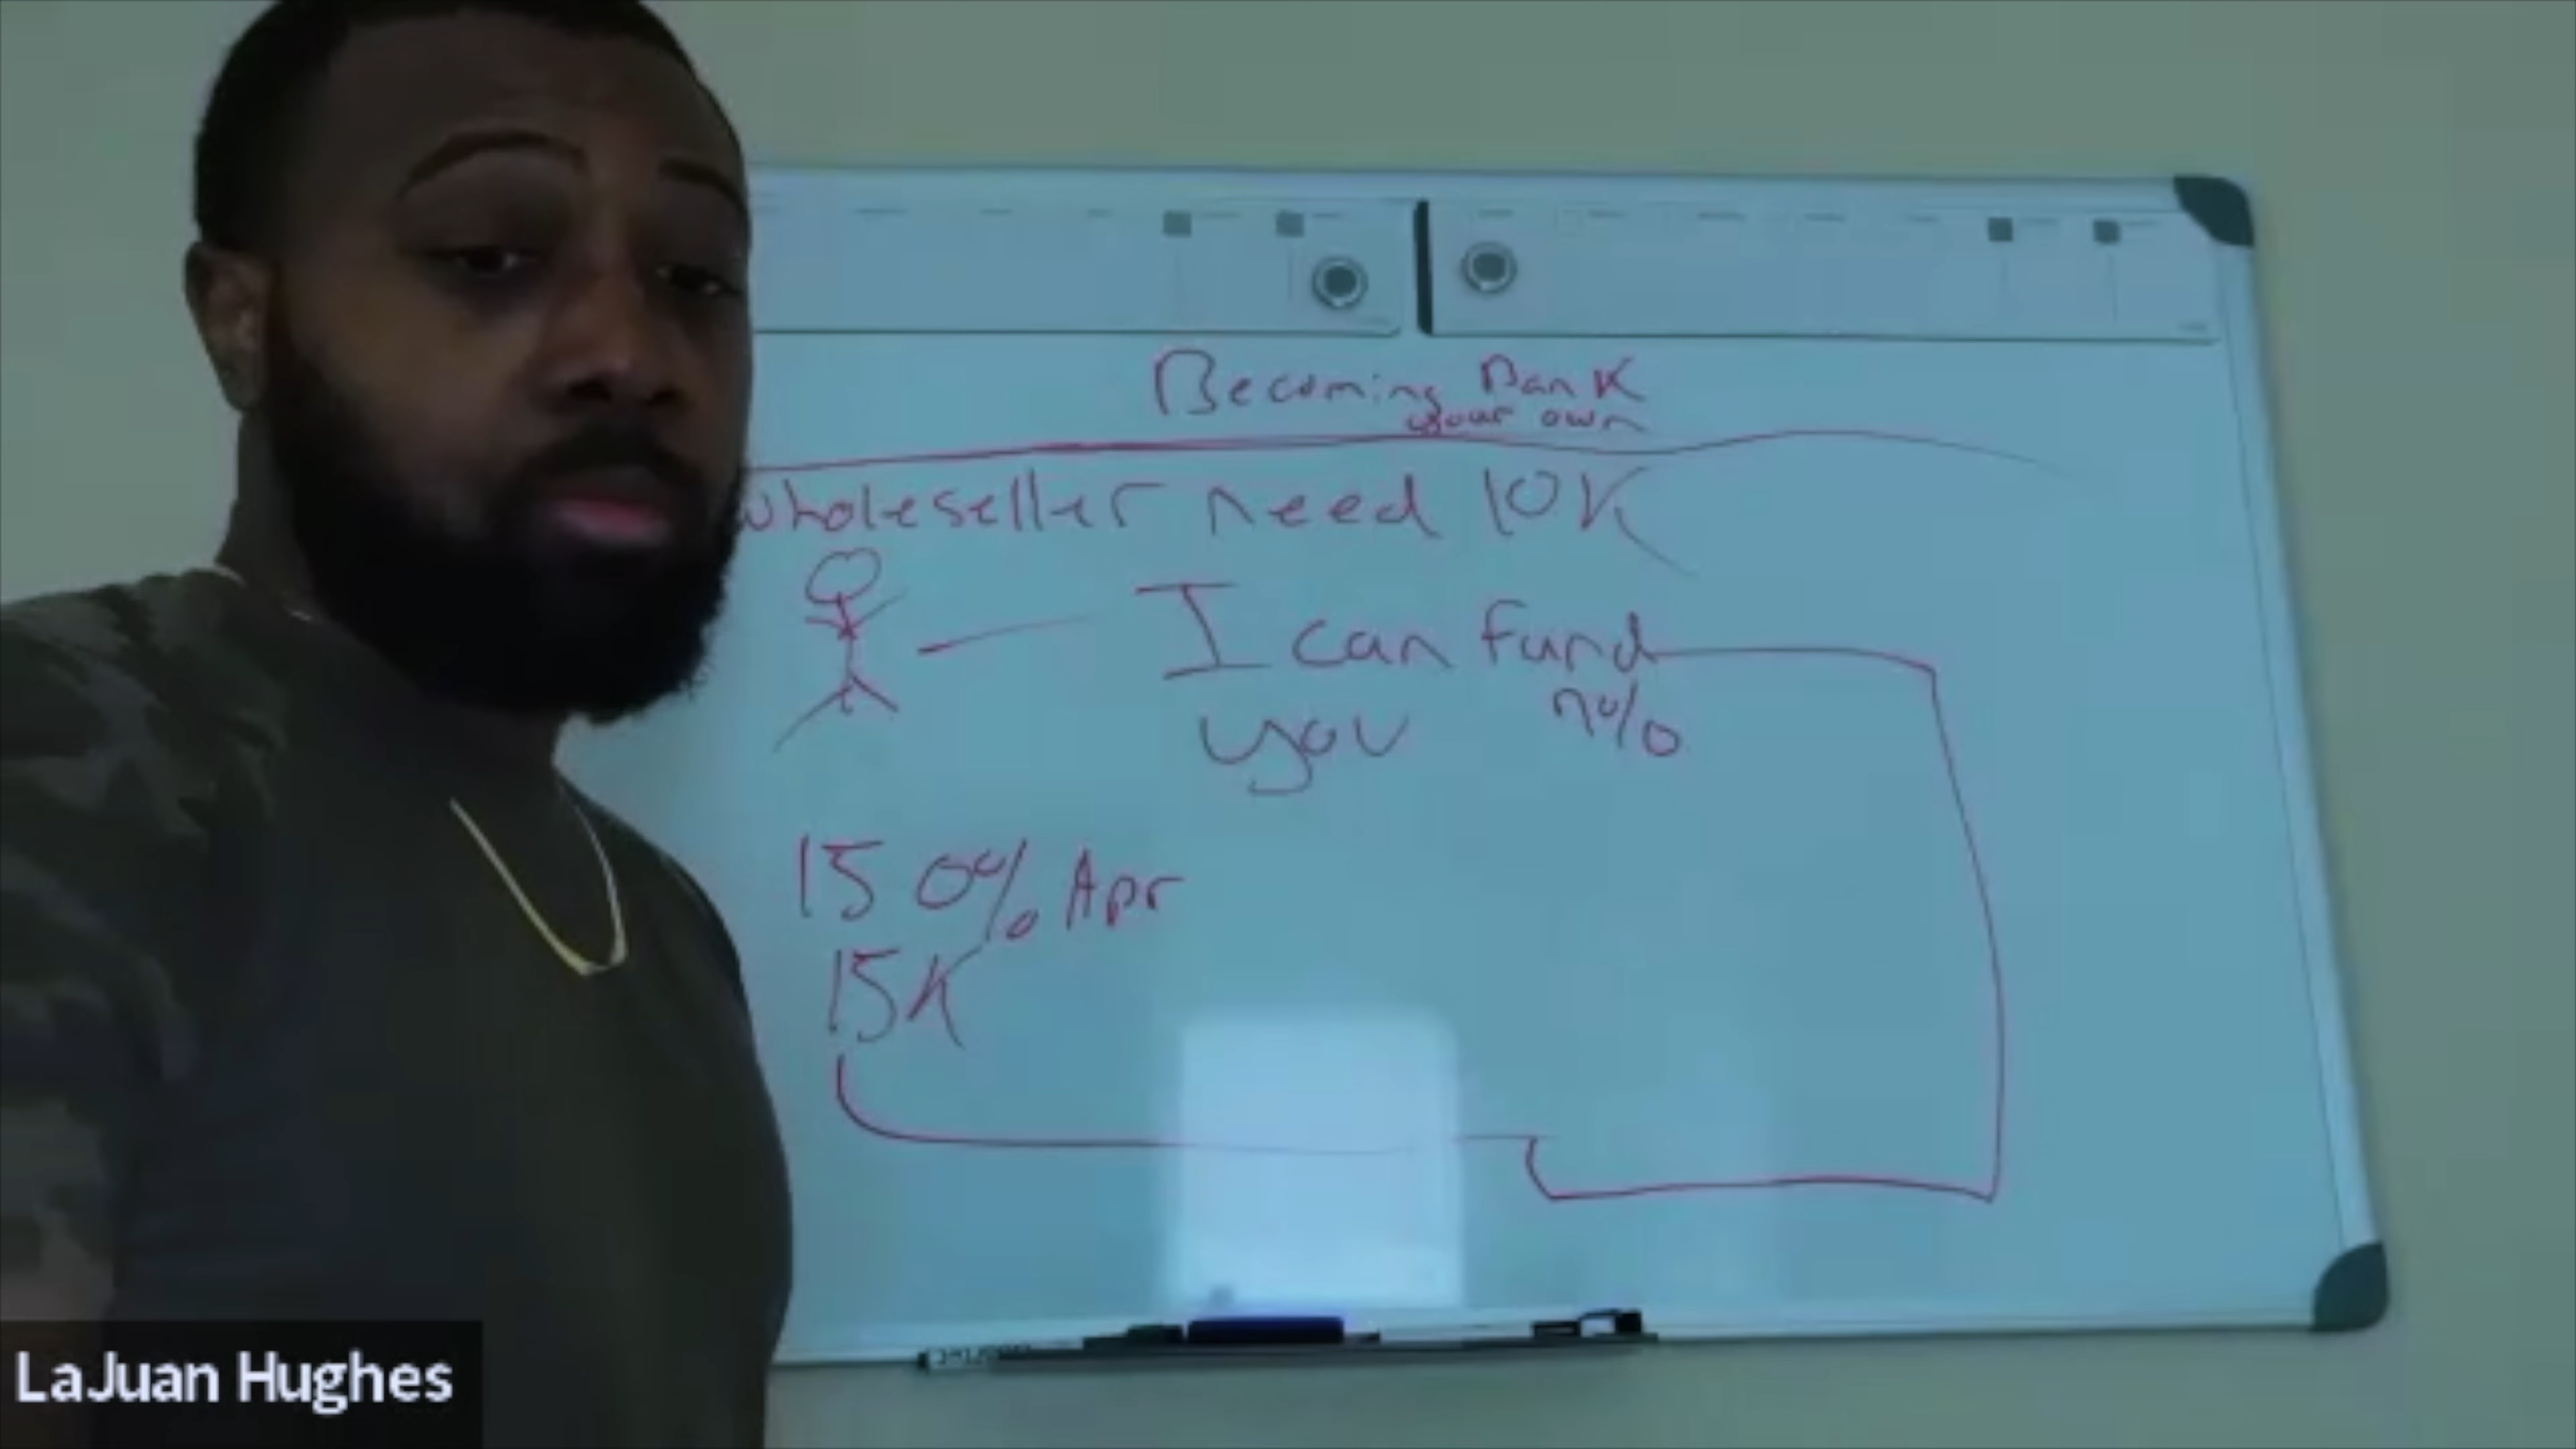 Becoming Bank
your own
wholeseller need 10K
I can fund
you
15 0% Apr
15K
LaJuan Hughes